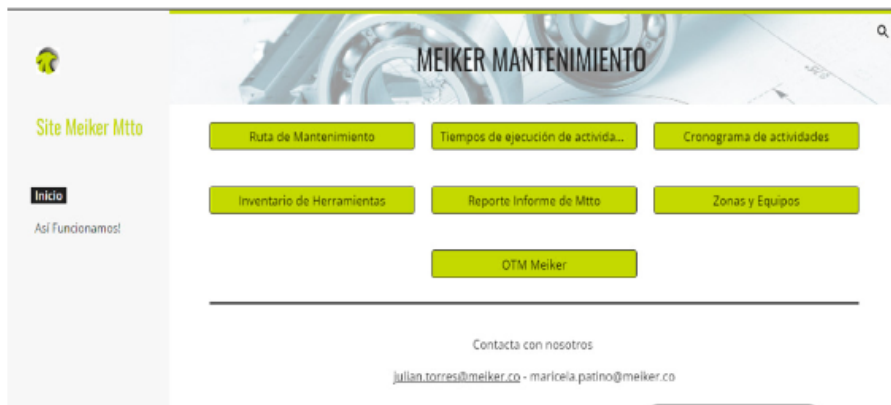 MEIKER MANTENIMIENTO
Site Meiker Mtto
Inicio
Así Funcionamos!
Ruta de Mantenimiento
Tiempos de ejecución de activida...
Cronograma de actividades
Inventario de Herramientas
Reporte Informe de Mtto
Zonas y Equipos
OTM Meiker
Contacta con nosotros
julian.torres@meiker.co - maricela.patino@meiker.co